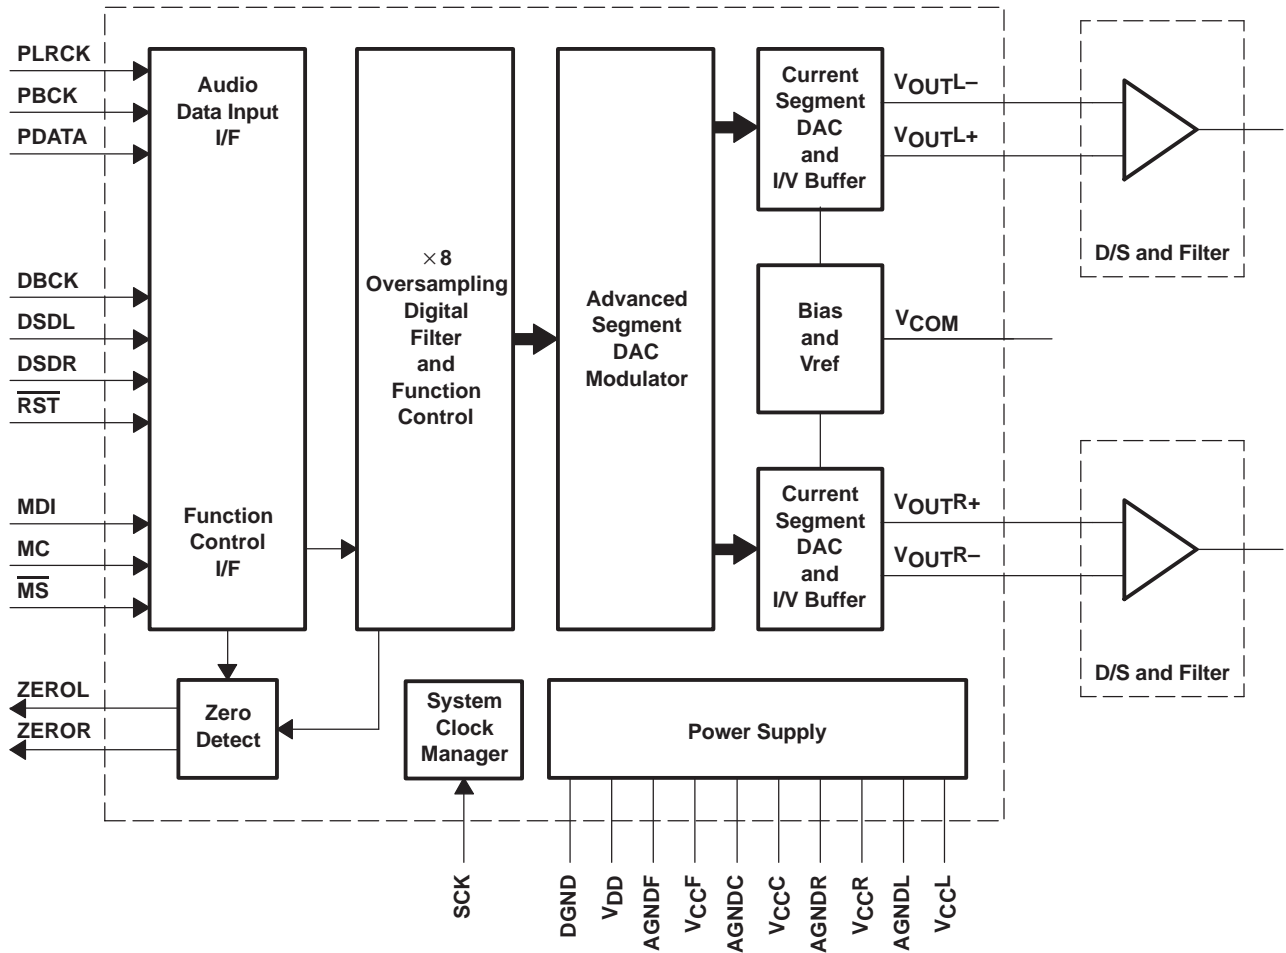 PLRCK
PBCK
PDATA
DBCK
DSDL
DSDR
RST
MDI
MC
MS
ZEROL
ZEROR
Audio
Data Input
I/F
Function
Control
I/F
×8
Oversampling
Digital
Filter
and
Function
Control
Advanced
Segment
DAC
Modulator
Current
Segment
DAC
and
I/V Buffer
Bias
and
Vref
Current
Segment
DAC
and
I/V Buffer
VOUTL–
VOUTL+
VCOM
VOUTR+
VOUTR–
D/S and Filter
D/S and Filter
Zero
Detect
System
Clock
Manager
Power Supply
SCK
DGND
VDD
AGNDF
VCCF
AGNDC
VCCC
AGNDR
VCCR
AGNDL
VCCL